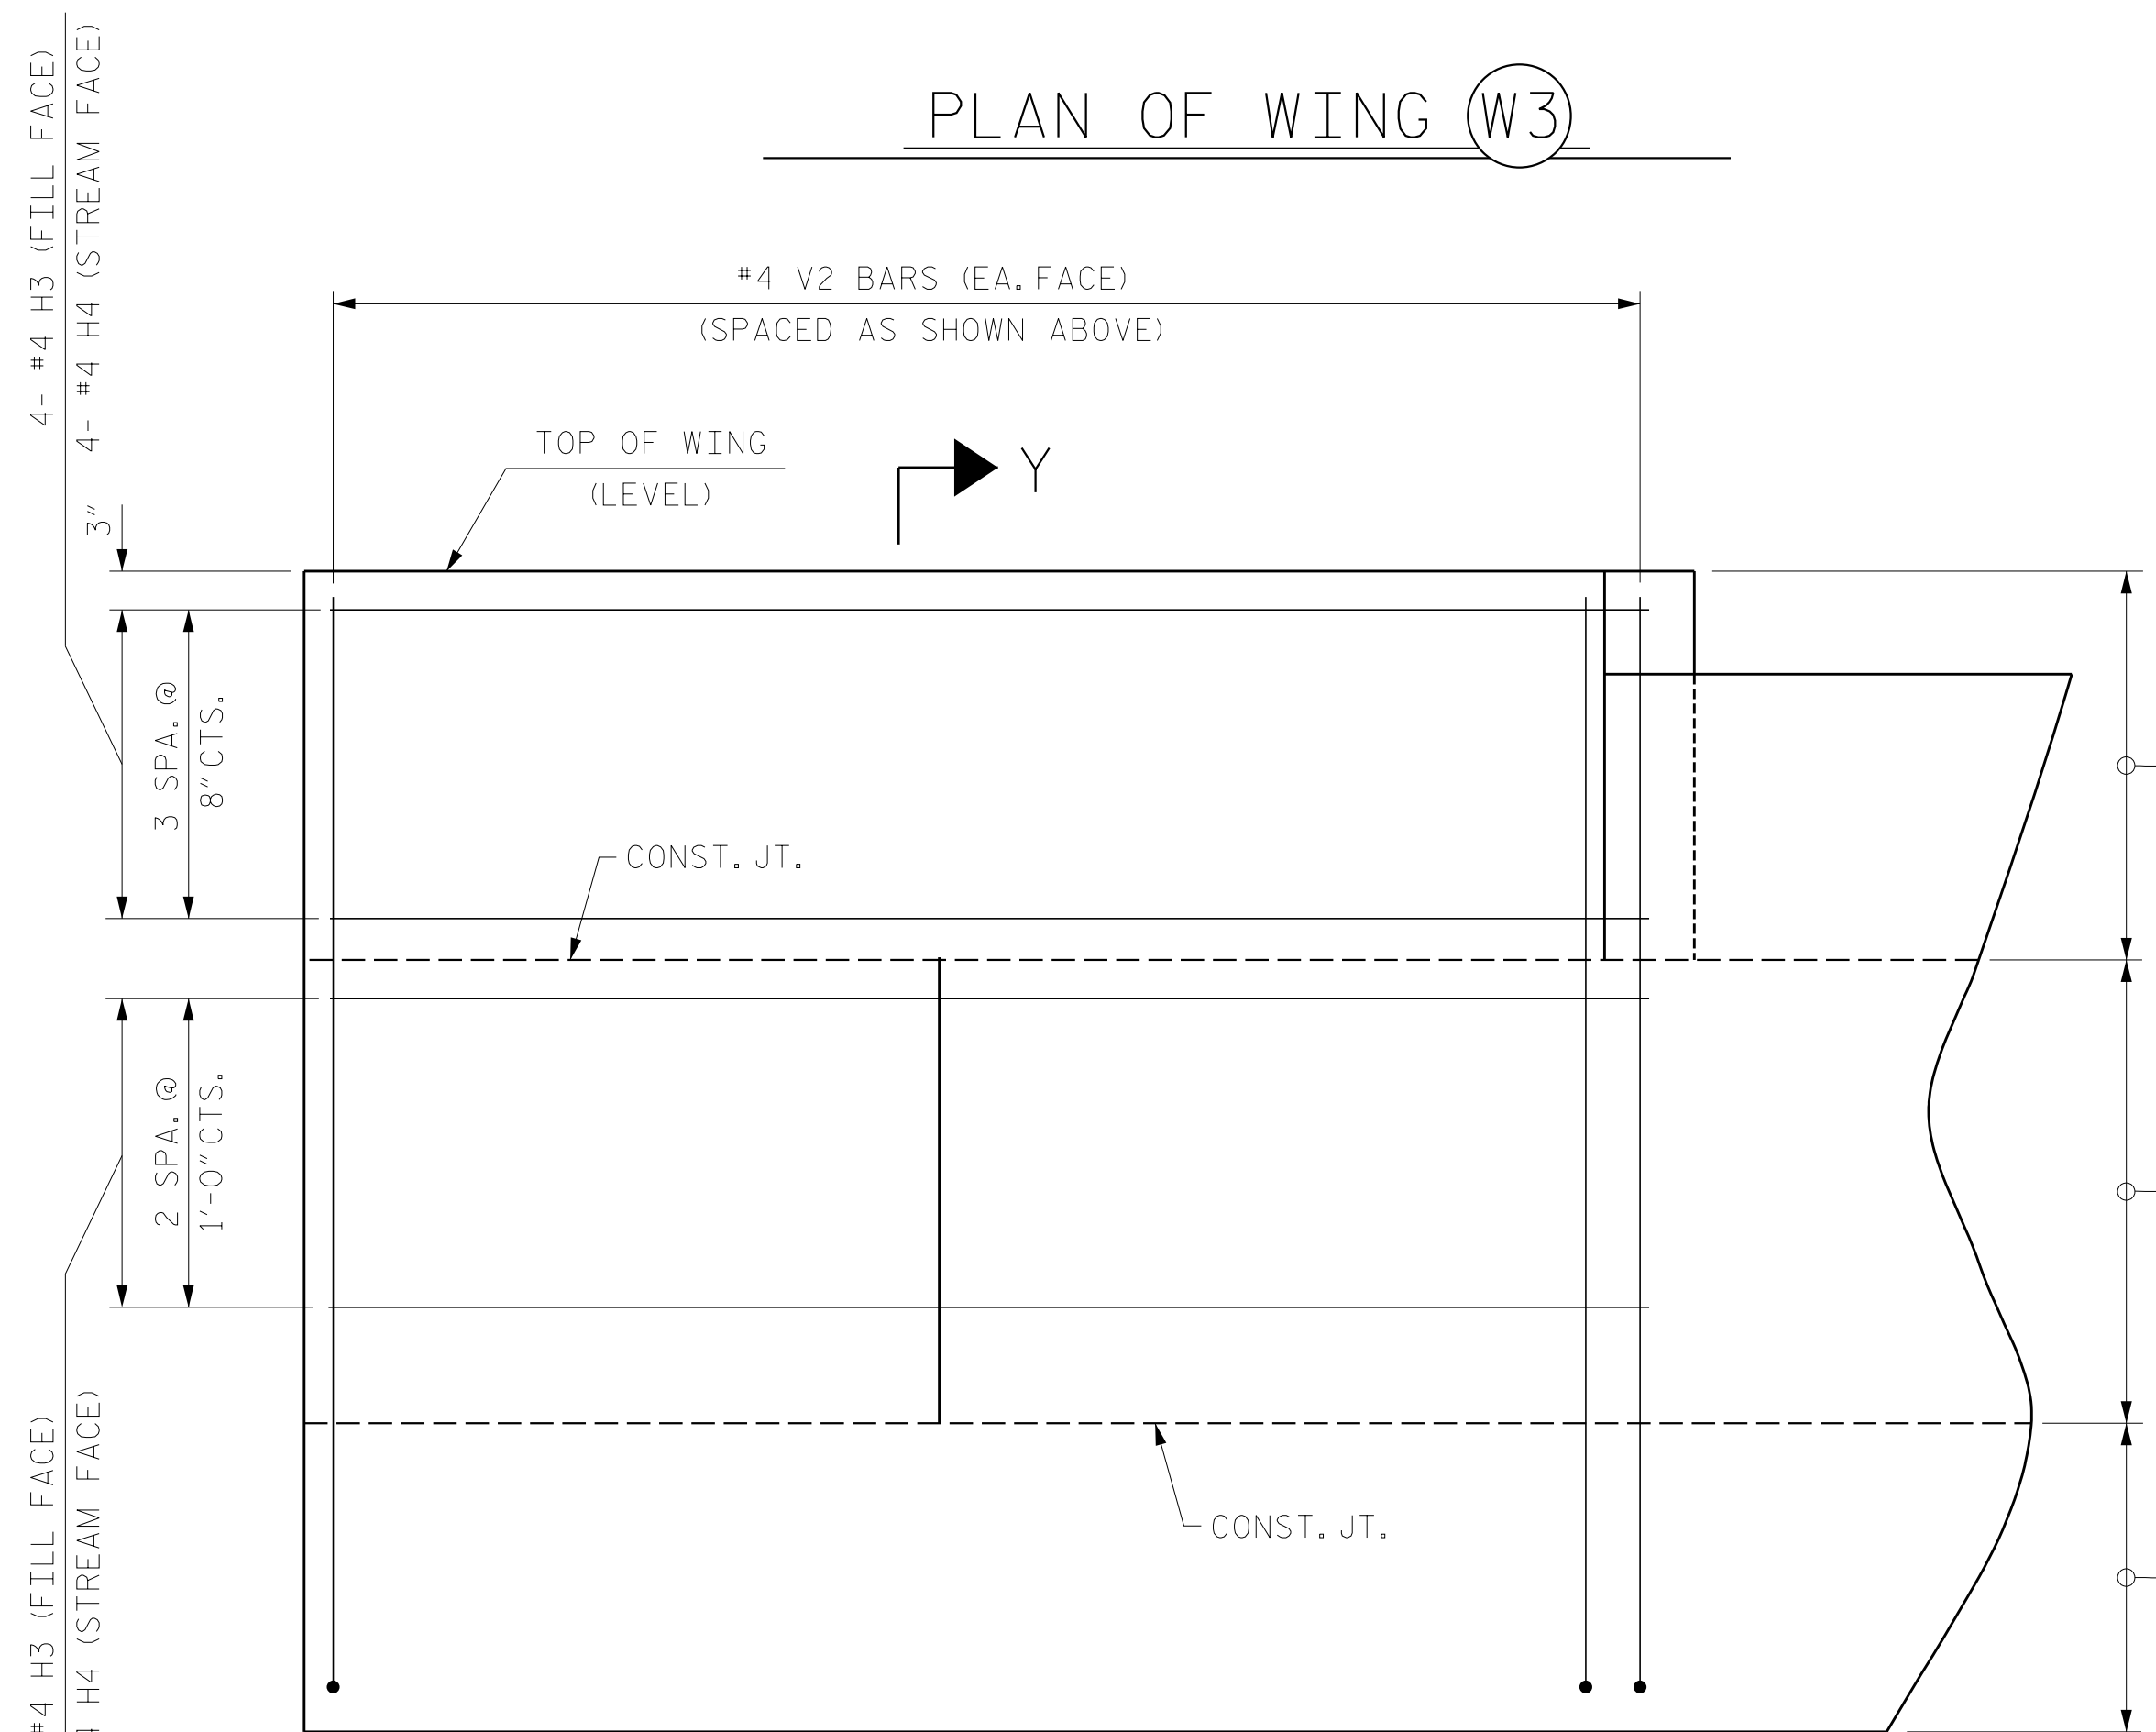 PLAN OF WING W3
4- #4 H3 (FILL FACE)
4- #4 H4 (STREAM FACE)
#4 V2 BARS (EA. FACE)
(SPACED AS SHOWN ABOVE)
TOP OF WING
(LEVEL)
Y
3"
3 SPA. @
8" CTS.
CONST. JT.
2 SPA. @
1'-0" CTS.
CONST. JT.
#4 H3 (FILL FACE)
H4 (STREAM FACE)